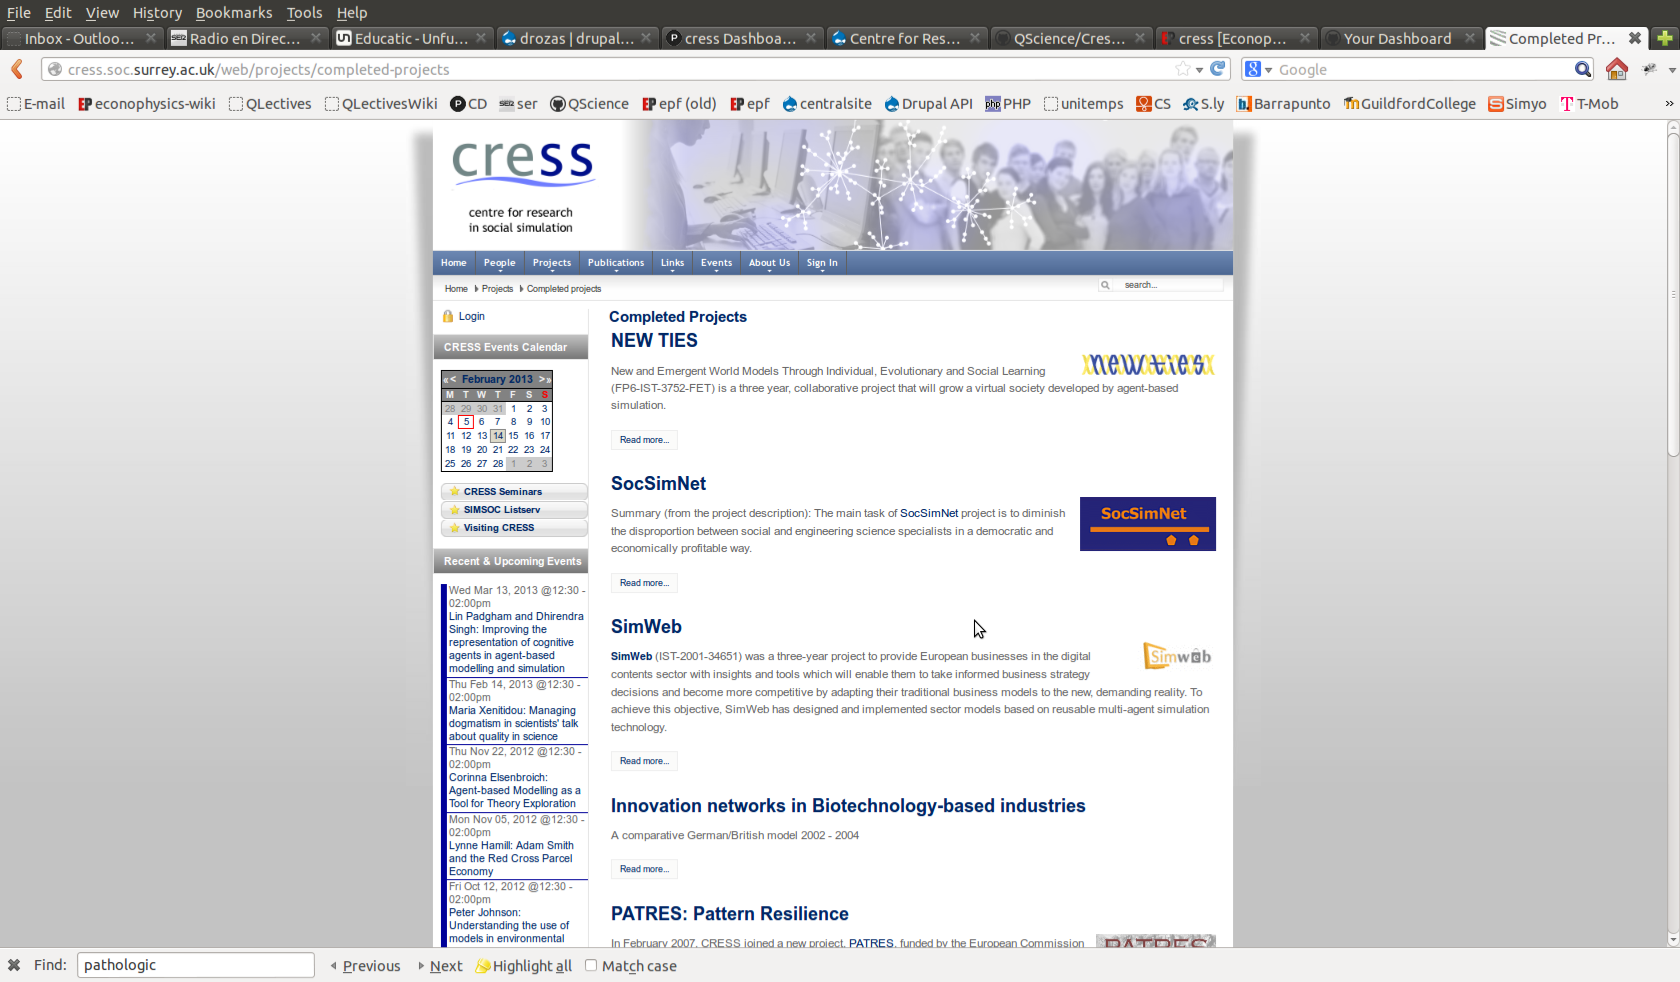 File Edit View History Bookmarks Tools Help
Inbox - Outloo... Radio en Direc... Educatic - Unfu... drozas | drupal.... cress Dashboa... Centre for Res... QScience/Cres... cress [Econop... Your Dashboard Completed Pr...
cress.soc.surrey.ac.uk/web/projects/completed-projects Google
E-mail econophysics-wiki QLectives QLectivesWiki CD ser QScience epf (old) epf centralsite Drupal API PHP unitemps CS S.ly Barrapunto GuildfordCollege Simyo T-Mob »
cress
centre for research
in social simulation
Home People Projects Publications Links Events About Us Sign In
Home Projects Completed projects search...
Login
CRESS Events Calendar
« < February 2013 > »
M T W T F S S
28 29 30 31 1 2 3
4 5 6 7 8 9 10
11 12 13 14 15 16 17
18 19 20 21 22 23 24
25 26 27 28 1 2 3
CRESS Seminars
SIMSOC Listserv
Visiting CRESS
Recent & Upcoming Events
Wed Mar 13, 2013 @12:30 -
02:00pm
Lin Padgham and Dhirendra
Singh: Improving the
representation of cognitive
agents in agent-based
modelling and simulation
Thu Feb 14, 2013 @12:30 -
02:00pm
Maria Xenitidou: Managing
dogmatism in scientists' talk
about quality in science
Thu Nov 22, 2012 @12:30 -
02:00pm
Corinna Elsenbroich:
Agent-based Modelling as a
Tool for Theory Exploration
Mon Nov 05, 2012 @12:30 -
02:00pm
Lynne Hamill: Adam Smith
and the Red Cross Parcel
Economy
Fri Oct 12, 2012 @12:30 -
02:00pm
Peter Johnson:
Understanding the use of
models in environmental
Completed Projects
NEW TIES
newties
New and Emergent World Models Through Individual, Evolutionary and Social Learning
(FP6-IST-3752-FET) is a three year, collaborative project that will grow a virtual society developed by agent-based
simulation.
Read more...
SocSimNet
SocSimNet
Summary (from the project description): The main task of SocSimNet project is to diminish
the disproportion between social and engineering science specialists in a democratic and
economically profitable way.
Read more...
SimWeb
Simweb
SimWeb (IST-2001-34651) was a three-year project to provide European businesses in the digital
contents sector with insights and tools which will enable them to take informed business strategy
decisions and become more competitive by adapting their traditional business models to the new, demanding reality. To
achieve this objective, SimWeb has designed and implemented sector models based on reusable multi-agent simulation
technology.
Read more...
Innovation networks in Biotechnology-based industries
A comparative German/British model 2002 - 2004
Read more...
PATRES: Pattern Resilience
In February 2007, CRESS joined a new project, PATRES, funded by the European Commission
PATRES
Find: pathologic Previous Next Highlight all Match case